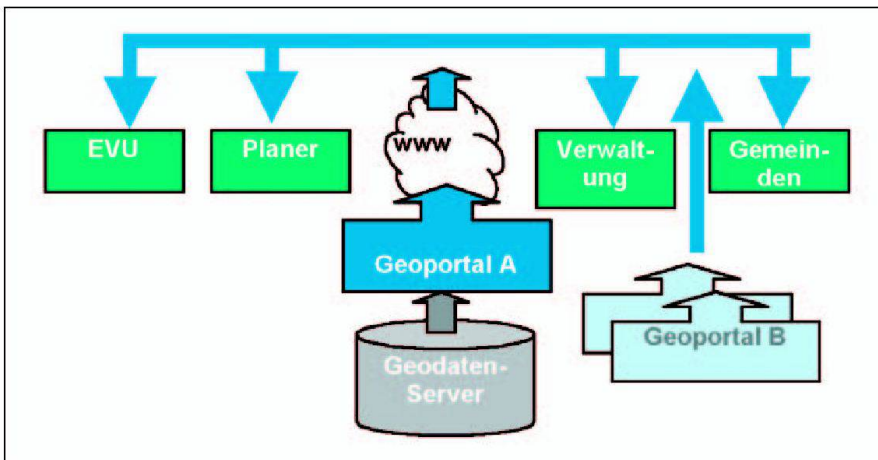 EVU
Planer
www
Verwalt-
ung
Gemein-
den
Geoportal A
Geoportal B
Geodaten-
Server